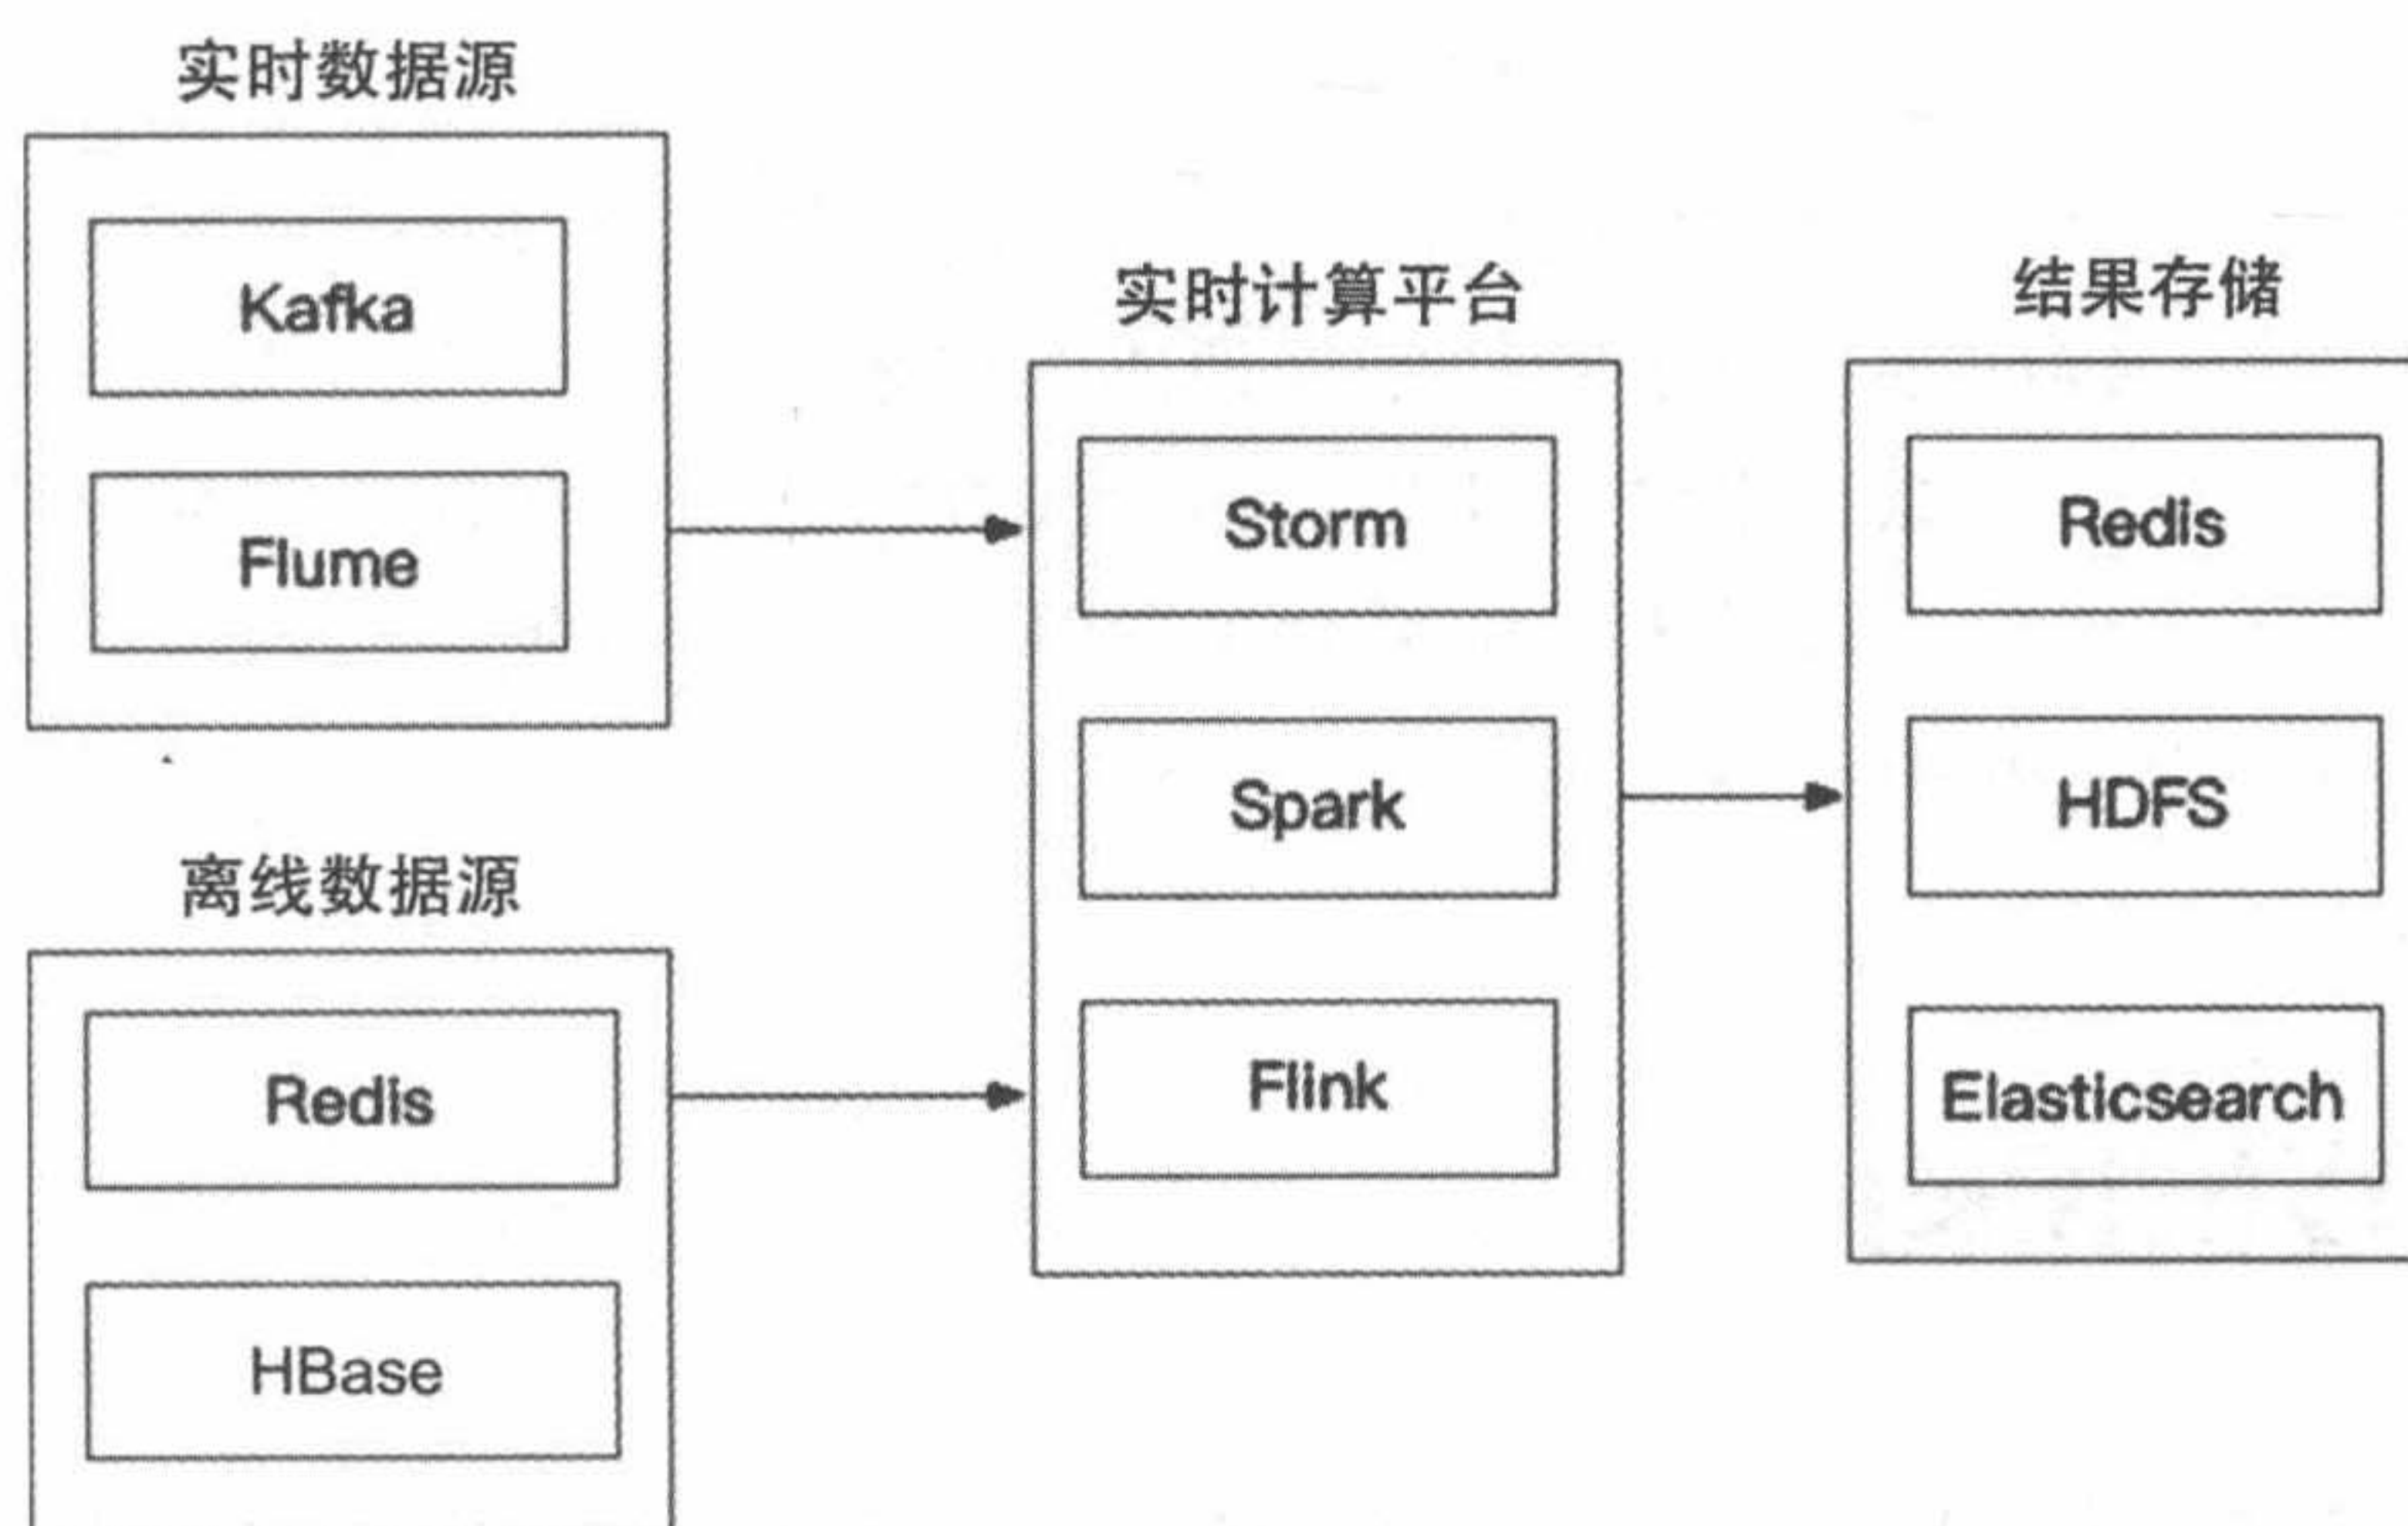 实时数据源
Kafka
Flume
离线数据源
Redis
HBase
实时计算平台
Storm
Spark
Flink
结果存储
Redis
HDFS
Elasticsearch